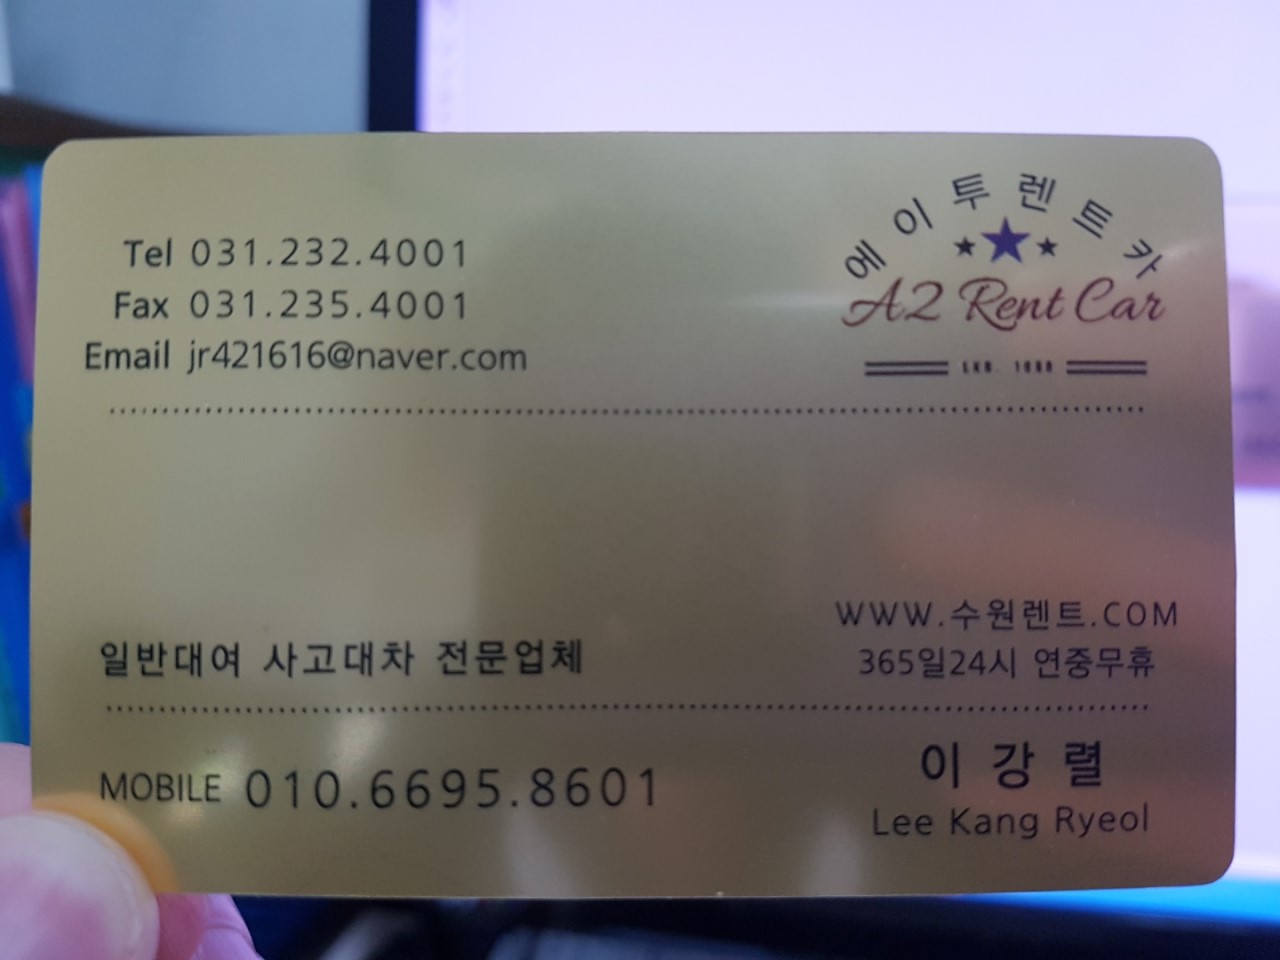 Tel 031.232.4001
Fax 031.235.4001
Email jr421616@naver.com
에이투렌트카
A2 Rent Car
일반대여 사고대차 전문업체
WWW.수원렌트.COM
365일24시 연중무휴
MOBILE 010.6695.8601
이강렬
Lee Kang Ryeol